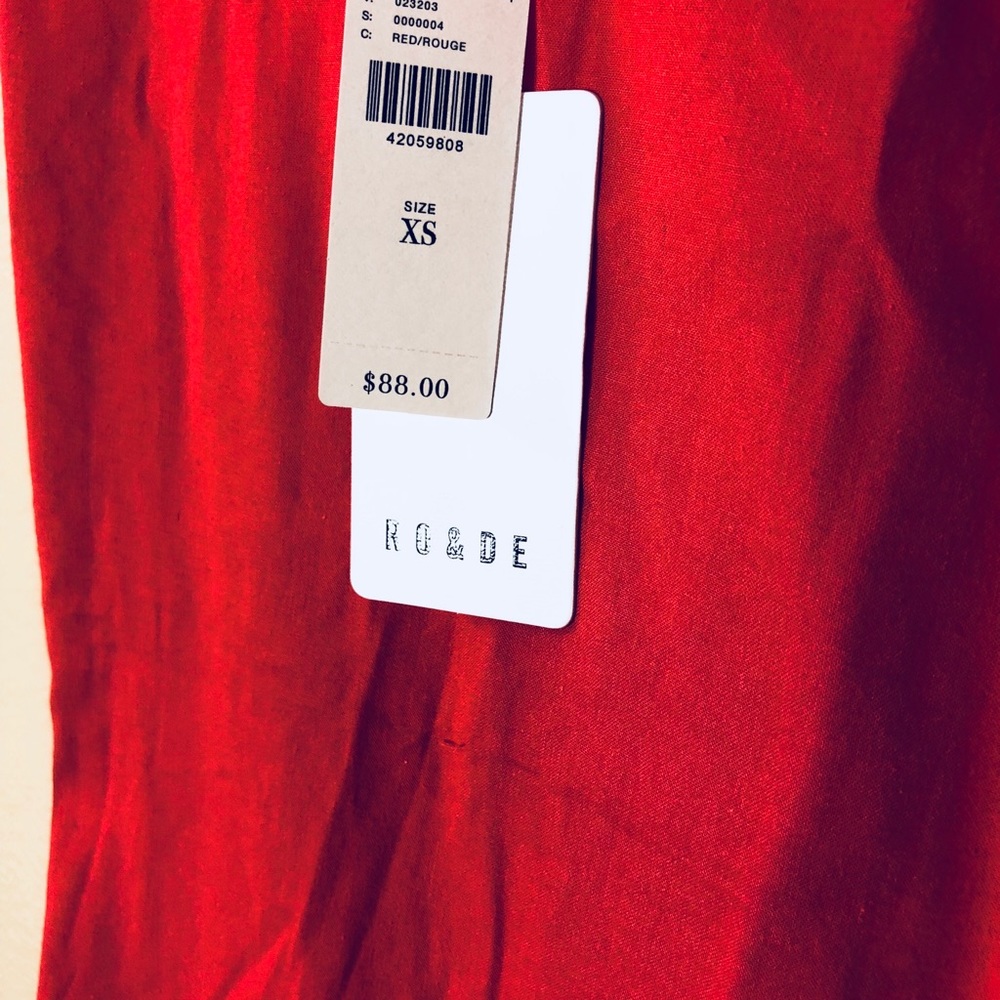 023203
S: 0000004
C: RED/ROUGE
42059808
SIZE
XS
$88.00
RO&DE